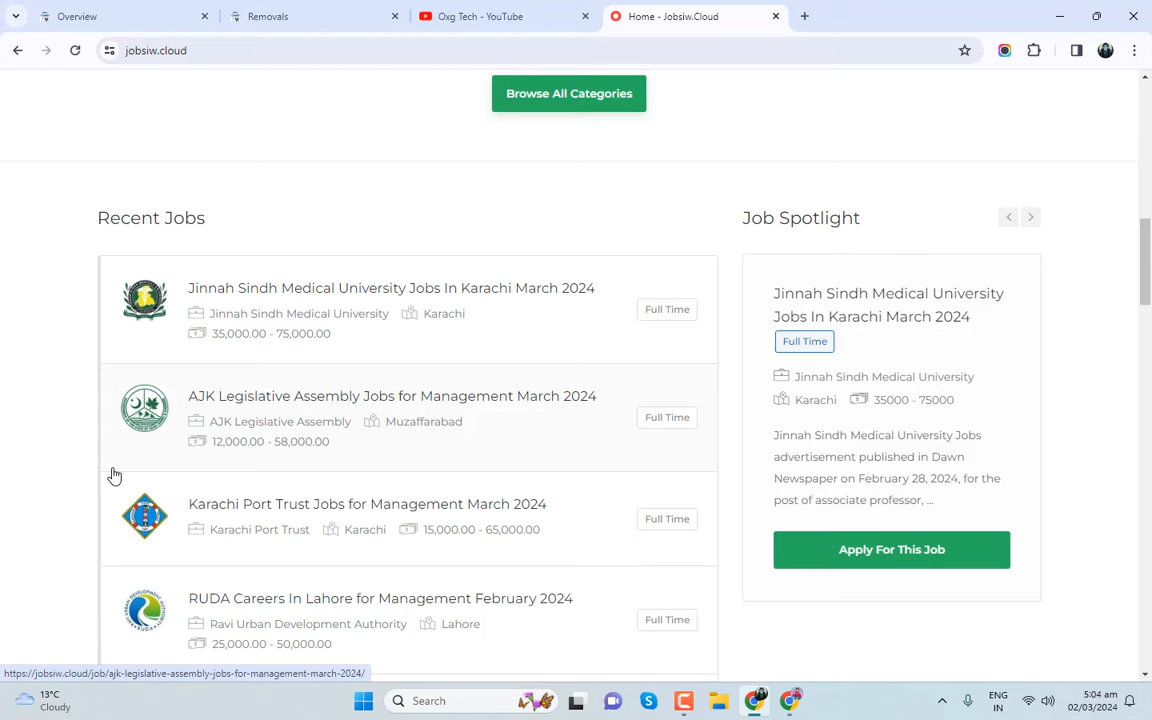 Overview
Removals
Oxg Tech - YouTube
Home - Jobsiw.Cloud
jobsiw.cloud
Browse All Categories
Recent Jobs
Jinnah Sindh Medical University Jobs In Karachi March 2024
Jinnah Sindh Medical University Karachi
35,000.00 - 75,000.00
Full Time
AJK Legislative Assembly Jobs for Management March 2024
AJK Legislative Assembly Muzaffarabad
12,000.00 - 58,000.00
Full Time
Karachi Port Trust Jobs for Management March 2024
Karachi Port Trust Karachi 15,000.00 - 65,000.00
Full Time
RUDA Careers In Lahore for Management February 2024
Ravi Urban Development Authority Lahore
25,000.00 - 50,000.00
Full Time
Job Spotlight
Jinnah Sindh Medical University
Jobs In Karachi March 2024
Full Time
Jinnah Sindh Medical University
Karachi 35000 - 75000
Jinnah Sindh Medical University Jobs
advertisement published in Dawn
Newspaper on February 28, 2024, for the
post of associate professor, ...
Apply For This Job
https://jobsiw.cloud/job/ajk-legislative-assembly-jobs-for-management-march-2024/
13°C
Cloudy
Search
ENG
IN
5:04 am
02/03/2024